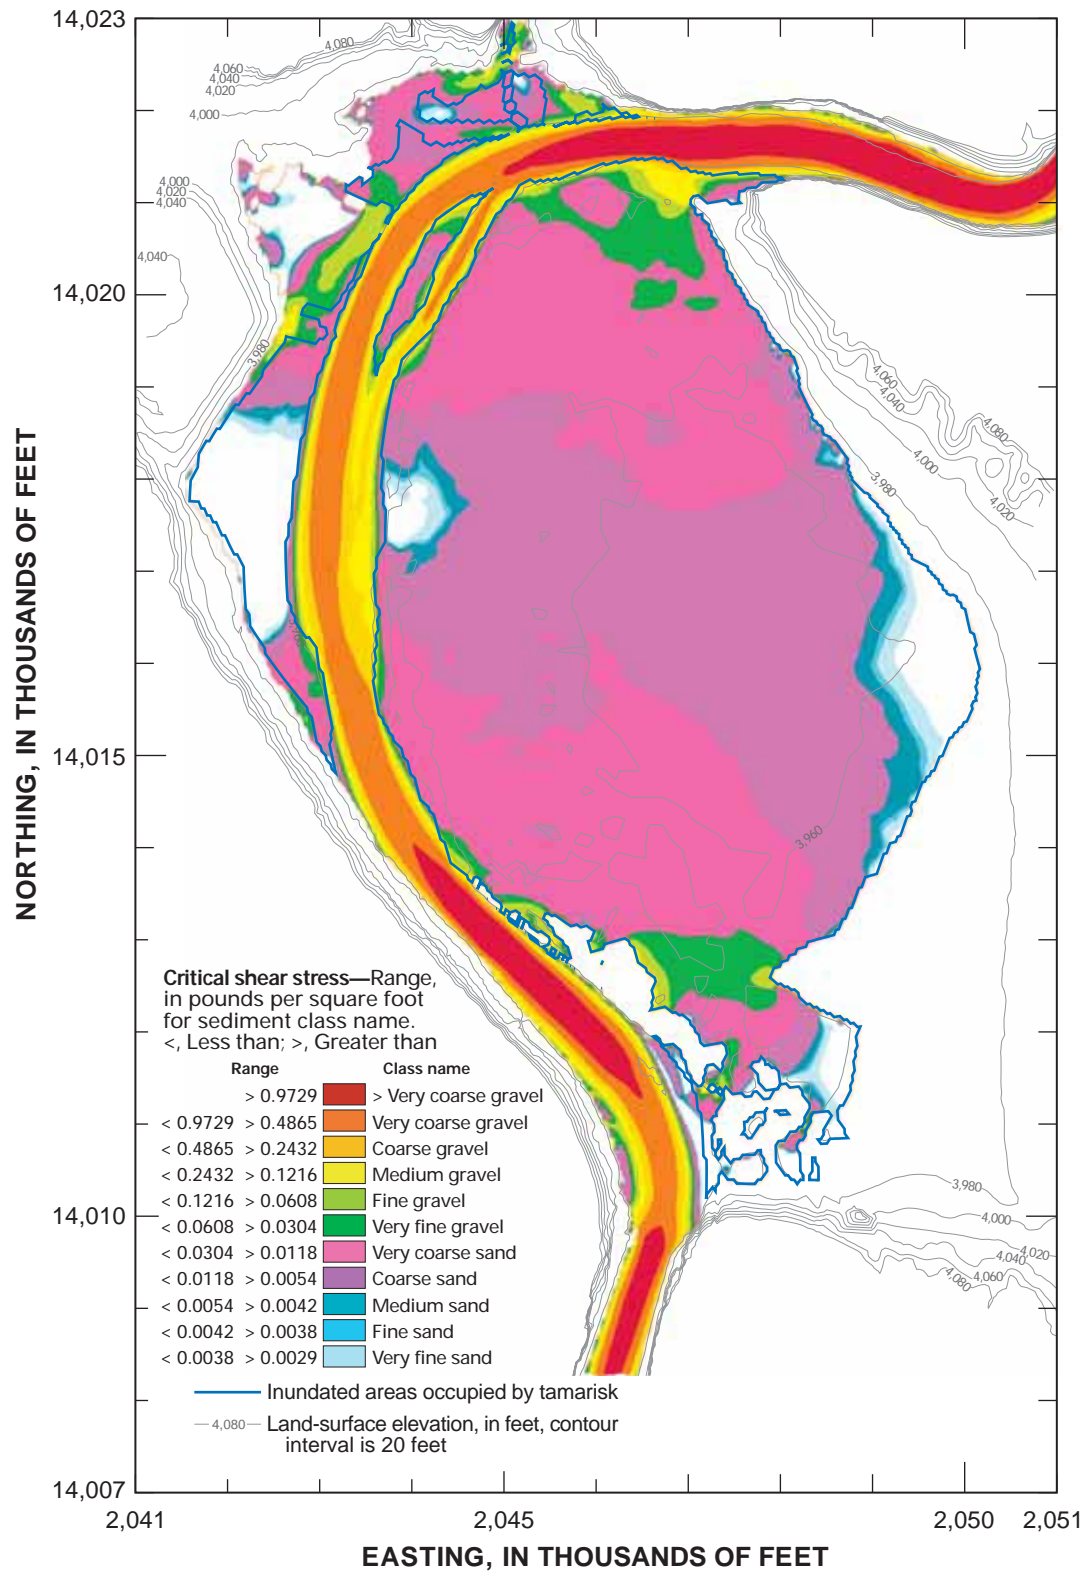 14,023
14,020
14,015
14,010
14,007
NORTHING, IN THOUSANDS OF FEET
4,080
4,060
4,040
4,020
4,000
4,000
4,020
4,040
4,040
3,980
4,060
4,040
4,080
4,000
3,980
4,020
3,960
3,980
4,000
4,020
4,040
4,060
4,080
Critical shear stress—Range,
in pounds per square foot
for sediment class name.
<, Less than; >, Greater than
Range Class name
> 0.9729 > Very coarse gravel
< 0.9729 > 0.4865 Very coarse gravel
< 0.4865 > 0.2432 Coarse gravel
< 0.2432 > 0.1216 Medium gravel
< 0.1216 > 0.0608 Fine gravel
< 0.0608 > 0.0304 Very fine gravel
< 0.0304 > 0.0118 Very coarse sand
< 0.0118 > 0.0054 Coarse sand
< 0.0054 > 0.0042 Medium sand
< 0.0042 > 0.0038 Fine sand
< 0.0038 > 0.0029 Very fine sand
Inundated areas occupied by tamarisk
4,080 Land-surface elevation, in feet, contour
interval is 20 feet
2,041 2,045 2,050 2,051
EASTING, IN THOUSANDS OF FEET